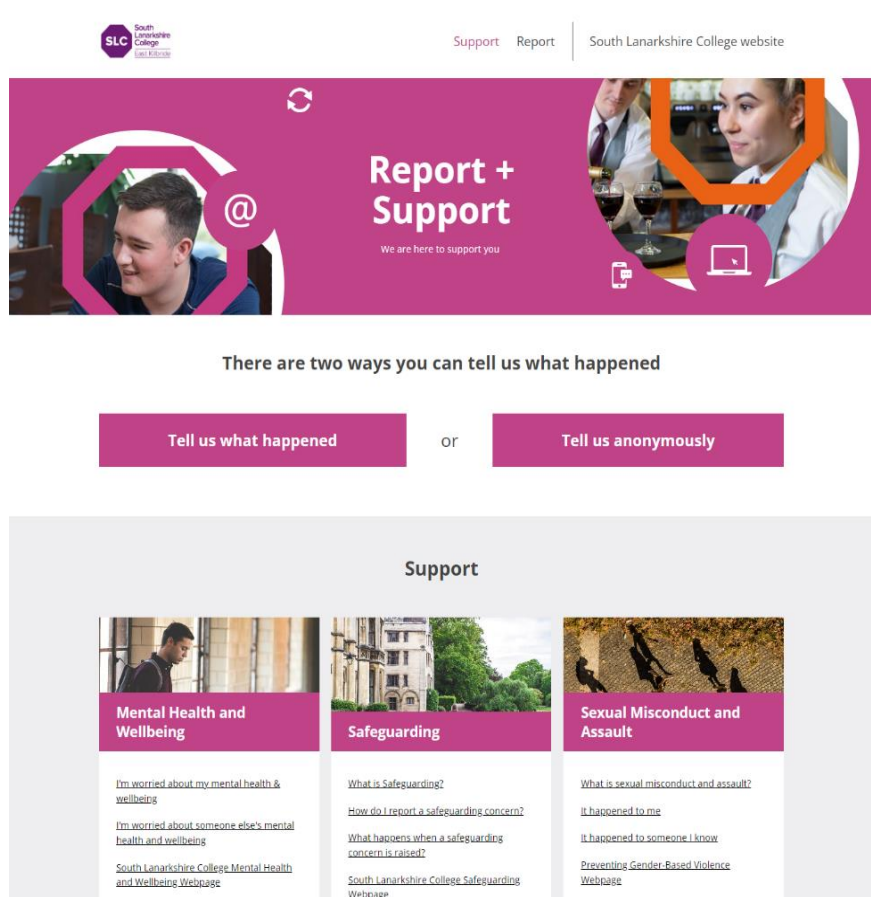 SLC
South
Lanarkshire
College
East Kilbride
Support
Report
South Lanarkshire College website
@
Report +
Support
We are here to support you
There are two ways you can tell us what happened
Tell us what happened
or
Tell us anonymously
Support
Mental Health and
Wellbeing
I'm worried about my mental health &
wellbeing
I'm worried about someone else's mental
health and wellbeing
South Lanarkshire College Mental Health
and Wellbeing Webpage
Safeguarding
What is Safeguarding?
How do I report a safeguarding concern?
What happens when a safeguarding
concern is raised?
South Lanarkshire College Safeguarding
Webpage
Sexual Misconduct and
Assault
What is sexual misconduct and assault?
It happened to me
It happened to someone I know
Preventing Gender-Based Violence
Webpage